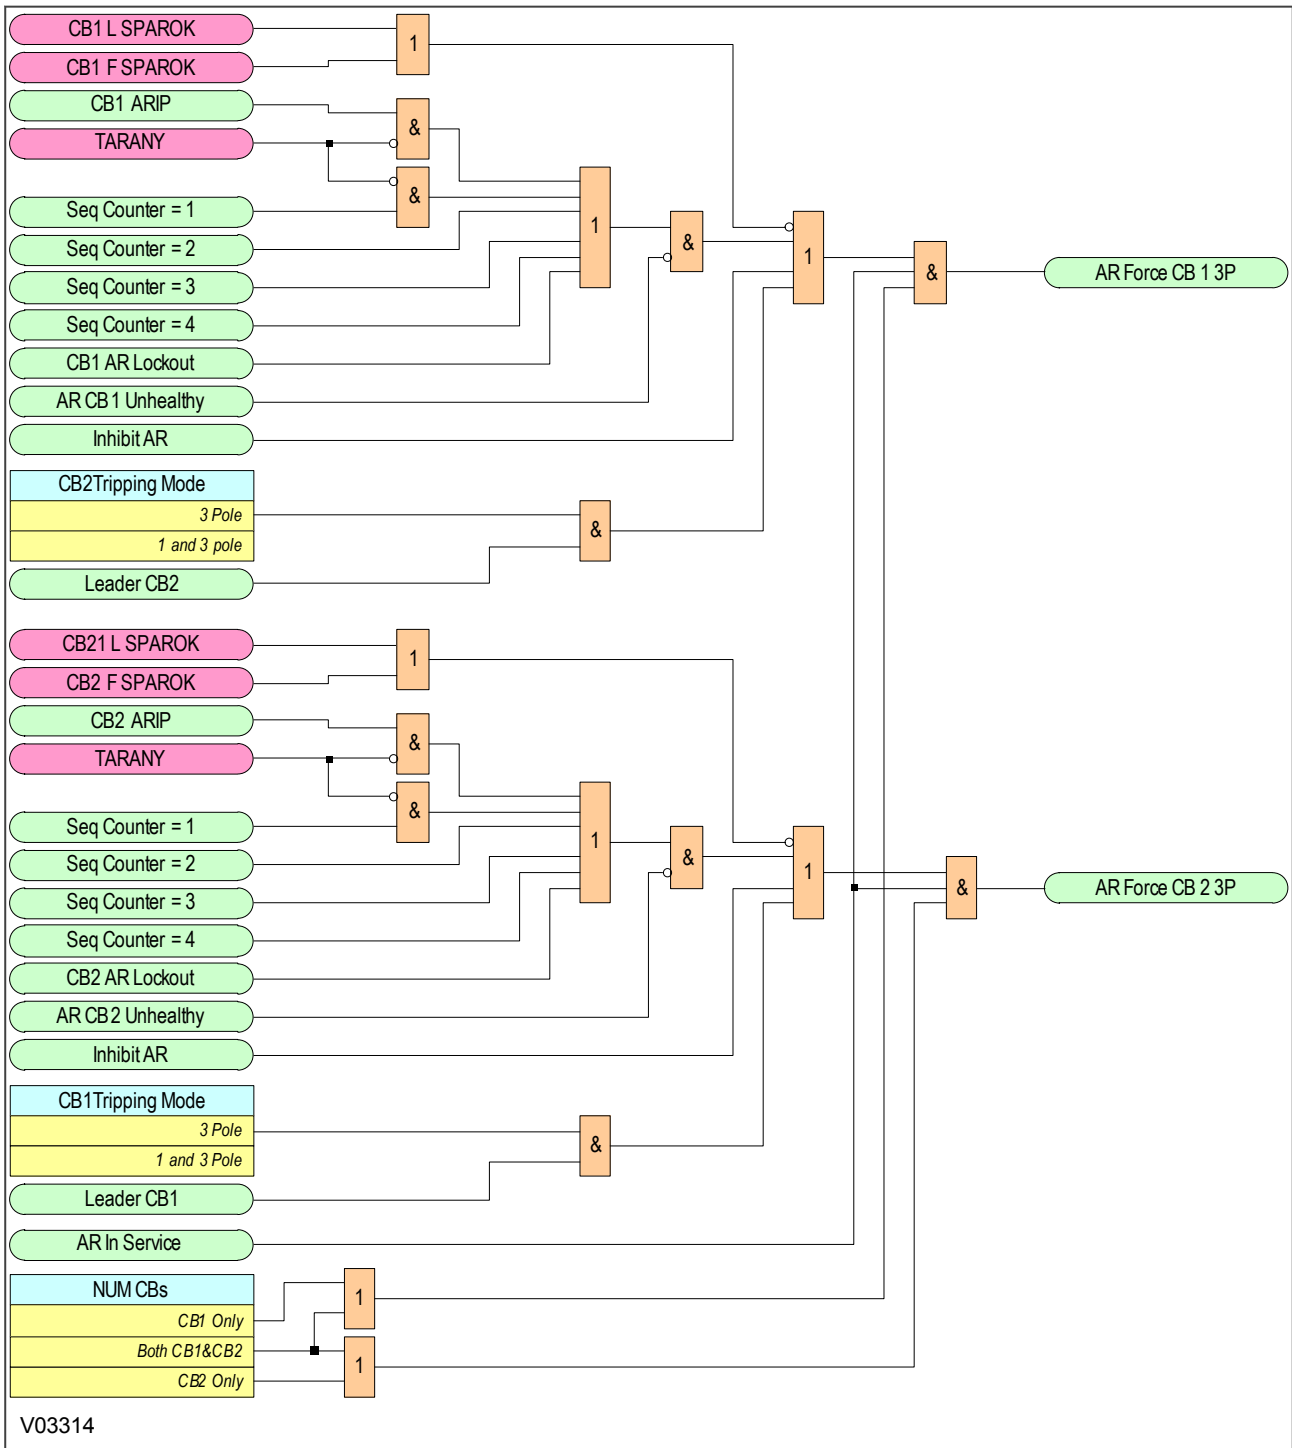 CB1 L SPAROK
1
CB1 F SPAROK
CB1 ARIP
&
TARANY
&
Seq Counter = 1
1
&
1
Seq Counter = 2
&
AR Force CB 1 3P
Seq Counter = 3
Seq Counter = 4
CB1 AR Lockout
AR CB1 Unhealthy
Inhibit AR
CB2Tripping Mode
3 Pole
&
1 and 3 pole
Leader CB2
CB21 L SPAROK
1
CB2 F SPAROK
CB2 ARIP
&
TARANY
&
Seq Counter = 1
1
&
1
Seq Counter = 2
&
AR Force CB 2 3P
Seq Counter = 3
Seq Counter = 4
CB2 AR Lockout
AR CB2 Unhealthy
Inhibit AR
CB1Tripping Mode
3 Pole
&
1 and 3 Pole
Leader CB1
AR In Service
NUM CBs
1
CB1 Only
Both CB1&CB2
1
CB2 Only
V03314